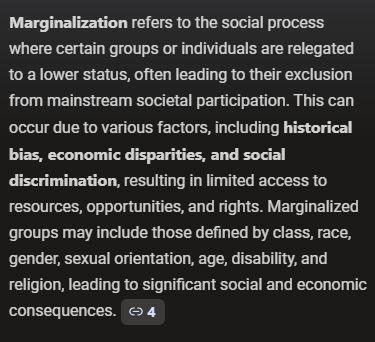 Marginalization refers to the social process
where certain groups or individuals are relegated
to a lower status, often leading to their exclusion
from mainstream societal participation. This can
occur due to various factors, including historical
bias, economic disparities, and social
discrimination, resulting in limited access to
resources, opportunities, and rights. Marginalized
groups may include those defined by class, race,
gender, sexual orientation, age, disability, and
religion, leading to significant social and economic
consequences. 4